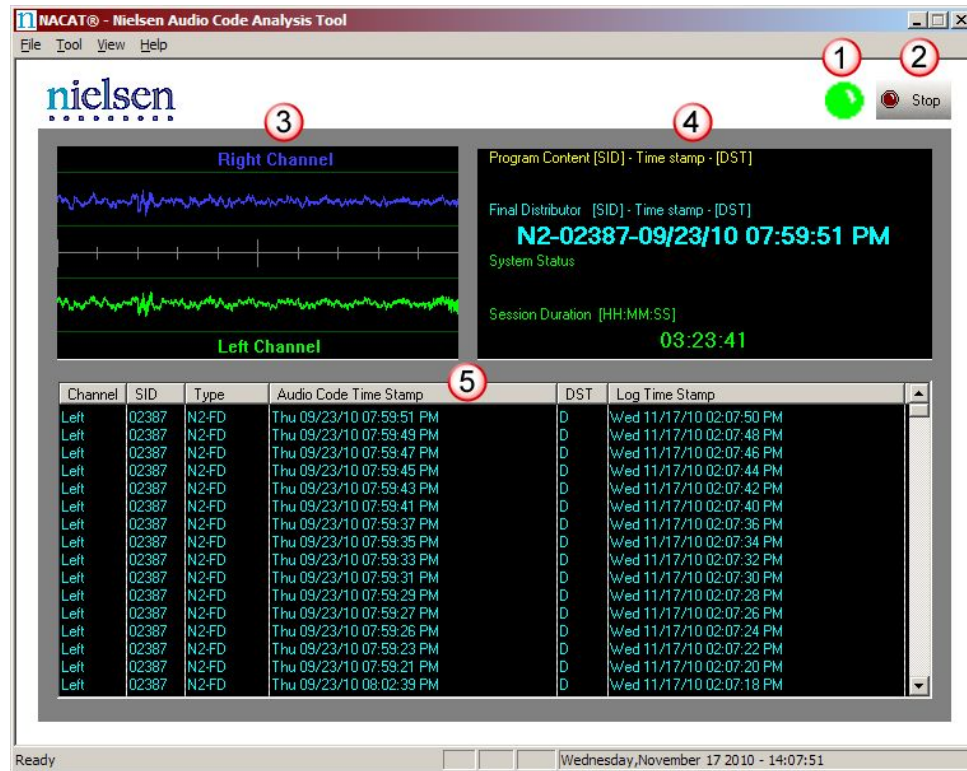 NACAT® - Nielsen Audio Code Analysis Tool
File Tool View Help
1 2
nielsen
Stop
3 4
Right Channel
Left Channel
Program Content [SID] - Time stamp - [DST]
Final Distributor [SID] - Time stamp - [DST]
N2-02387-09/23/10 07:59:51 PM
System Status
Session Duration [HH:MM:SS]
03:23:41
5
Channel SID Type Audio Code Time Stamp DST Log Time Stamp
Left 02387 N2-FD Thu 09/23/10 07:59:51 PM D Wed 11/17/10 02:07:50 PM
Left 02387 N2-FD Thu 09/23/10 07:59:49 PM D Wed 11/17/10 02:07:48 PM
Left 02387 N2-FD Thu 09/23/10 07:59:47 PM D Wed 11/17/10 02:07:46 PM
Left 02387 N2-FD Thu 09/23/10 07:59:45 PM D Wed 11/17/10 02:07:44 PM
Left 02387 N2-FD Thu 09/23/10 07:59:43 PM D Wed 11/17/10 02:07:42 PM
Left 02387 N2-FD Thu 09/23/10 07:59:41 PM D Wed 11/17/10 02:07:40 PM
Left 02387 N2-FD Thu 09/23/10 07:59:37 PM D Wed 11/17/10 02:07:36 PM
Left 02387 N2-FD Thu 09/23/10 07:59:35 PM D Wed 11/17/10 02:07:34 PM
Left 02387 N2-FD Thu 09/23/10 07:59:33 PM D Wed 11/17/10 02:07:32 PM
Left 02387 N2-FD Thu 09/23/10 07:59:31 PM D Wed 11/17/10 02:07:30 PM
Left 02387 N2-FD Thu 09/23/10 07:59:29 PM D Wed 11/17/10 02:07:28 PM
Left 02387 N2-FD Thu 09/23/10 07:59:27 PM D Wed 11/17/10 02:07:26 PM
Left 02387 N2-FD Thu 09/23/10 07:59:26 PM D Wed 11/17/10 02:07:24 PM
Left 02387 N2-FD Thu 09/23/10 07:59:23 PM D Wed 11/17/10 02:07:22 PM
Left 02387 N2-FD Thu 09/23/10 07:59:21 PM D Wed 11/17/10 02:07:20 PM
Left 02387 N2-FD Thu 09/23/10 08:02:39 PM D Wed 11/17/10 02:07:18 PM
Ready Wednesday,November 17 2010 - 14:07:51